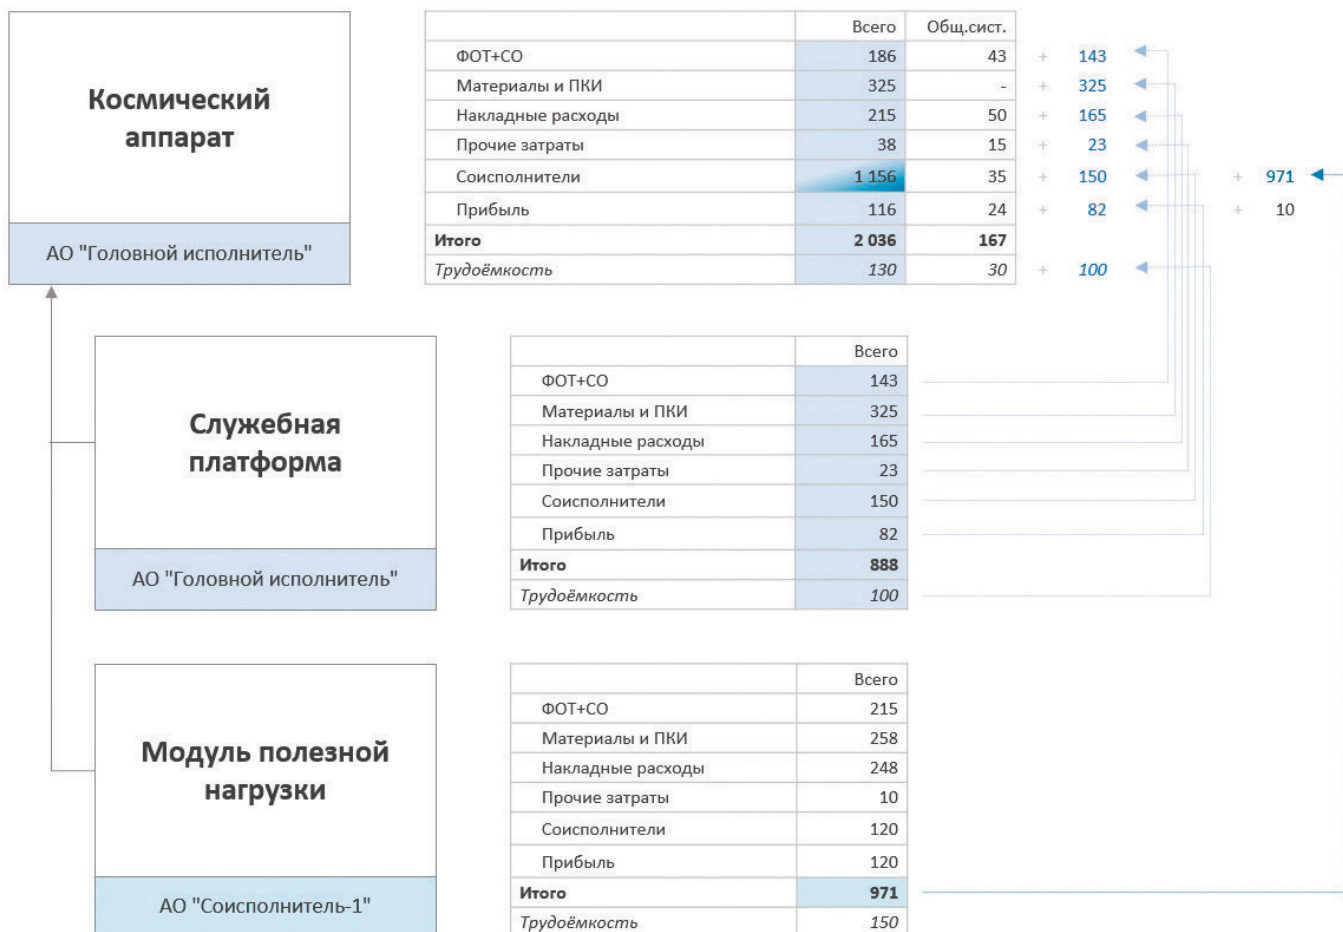 Космический
аппарат
АО "Головной исполнитель"
Всего Общ.сист.
ФОТ+СО 186 43 + 143
Материалы и ПКИ 325 - + 325
Накладные расходы 215 50 + 165
Прочие затраты 38 15 + 23
Соисполнители 1 156 35 + 150 + 971
Прибыль 116 24 + 82 + 10
Итого 2 036 167
Трудоёмкость 130 30 + 100
Служебная
платформа
АО "Головной исполнитель"
Всего
ФОТ+СО 143
Материалы и ПКИ 325
Накладные расходы 165
Прочие затраты 23
Соисполнители 150
Прибыль 82
Итого 888
Трудоёмкость 100
Модуль полезной
нагрузки
АО "Соисполнитель-1"
Всего
ФОТ+СО 215
Материалы и ПКИ 258
Накладные расходы 248
Прочие затраты 10
Соисполнители 120
Прибыль 120
Итого 971
Трудоёмкость 150